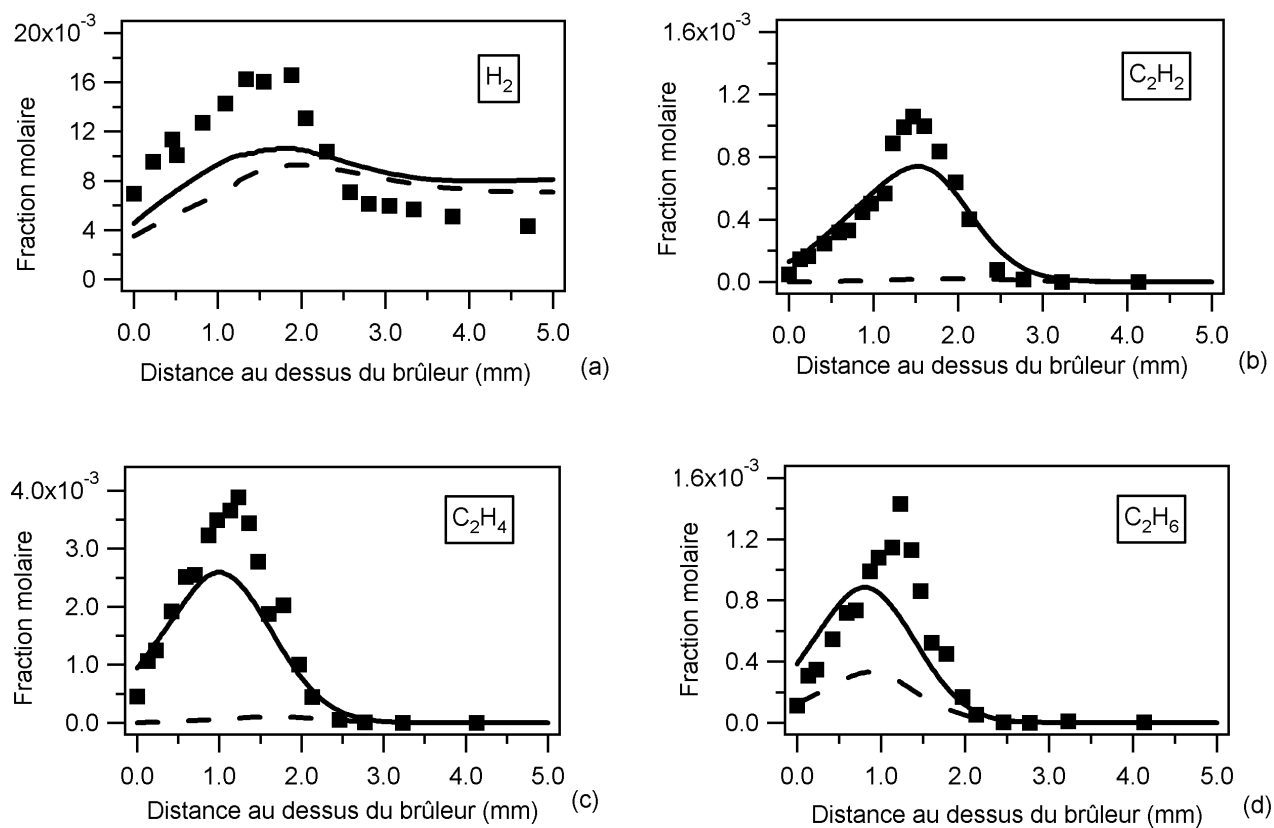 20x10⁻³
16
12
8
4
0
Fraction molaire
H₂
0.0 1.0 2.0 3.0 4.0 5.0
Distance au dessus du brûleur (mm)
(a)
1.6x10⁻³
1.2
0.8
0.4
0.0
Fraction molaire
C₂H₂
0.0 1.0 2.0 3.0 4.0 5.0
Distance au dessus du brûleur (mm)
(b)
4.0x10⁻³
3.0
2.0
1.0
0.0
Fraction molaire
C₂H₄
0.0 1.0 2.0 3.0 4.0 5.0
Distance au dessus du brûleur (mm)
(c)
1.6x10⁻³
1.2
0.8
0.4
0.0
Fraction molaire
C₂H₆
0.0 1.0 2.0 3.0 4.0 5.0
Distance au dessus du brûleur (mm)
(d)